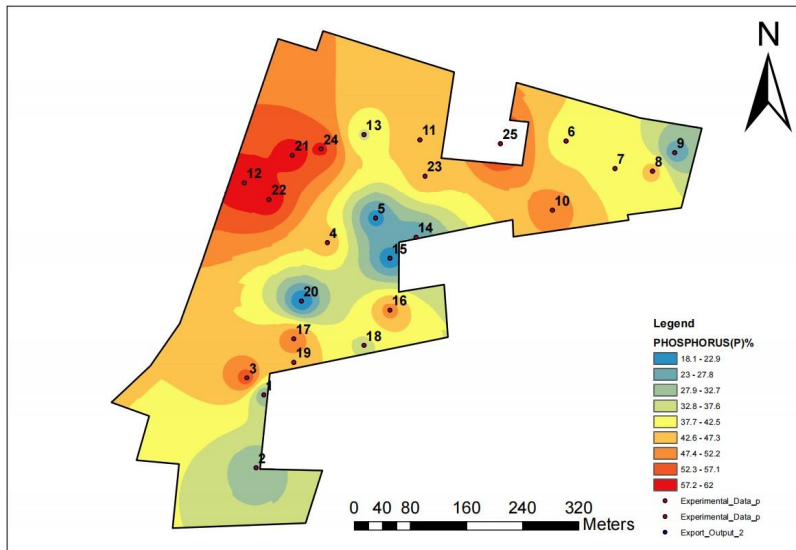 N
13
11
25
6
9
24
21
7
8
12
23
22
10
5
14
4
15
20
16
17
18
19
3
1
2
Legend
PHOSPHORUS(P)%
18.1 - 22.9
23 - 27.8
27.9 - 32.7
32.8 - 37.6
37.7 - 42.5
42.6 - 47.3
47.4 - 52.2
52.3 - 57.1
57.2 - 62
Experimental_Data_p
Experimental_Data_p
Export_Output_2
0 20 40 80 120 160
Meters
240
320